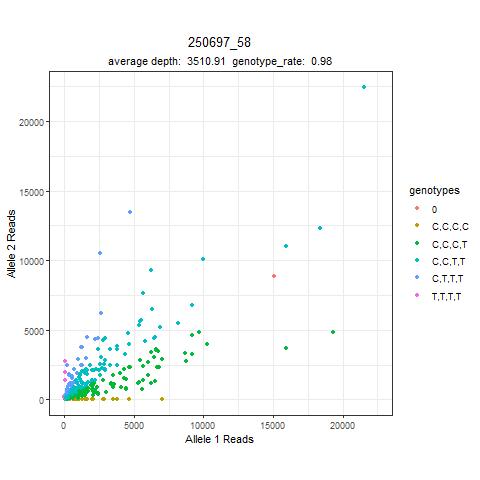 250697_58
average depth:  3510.91  genotype_rate:  0.98
Allele 2 Reads
20000
15000
10000
5000
0
0
5000
10000
15000
20000
Allele 1 Reads
genotypes
0
C,C,C,C
C,C,C,T
C,C,T,T
C,T,T,T
T,T,T,T